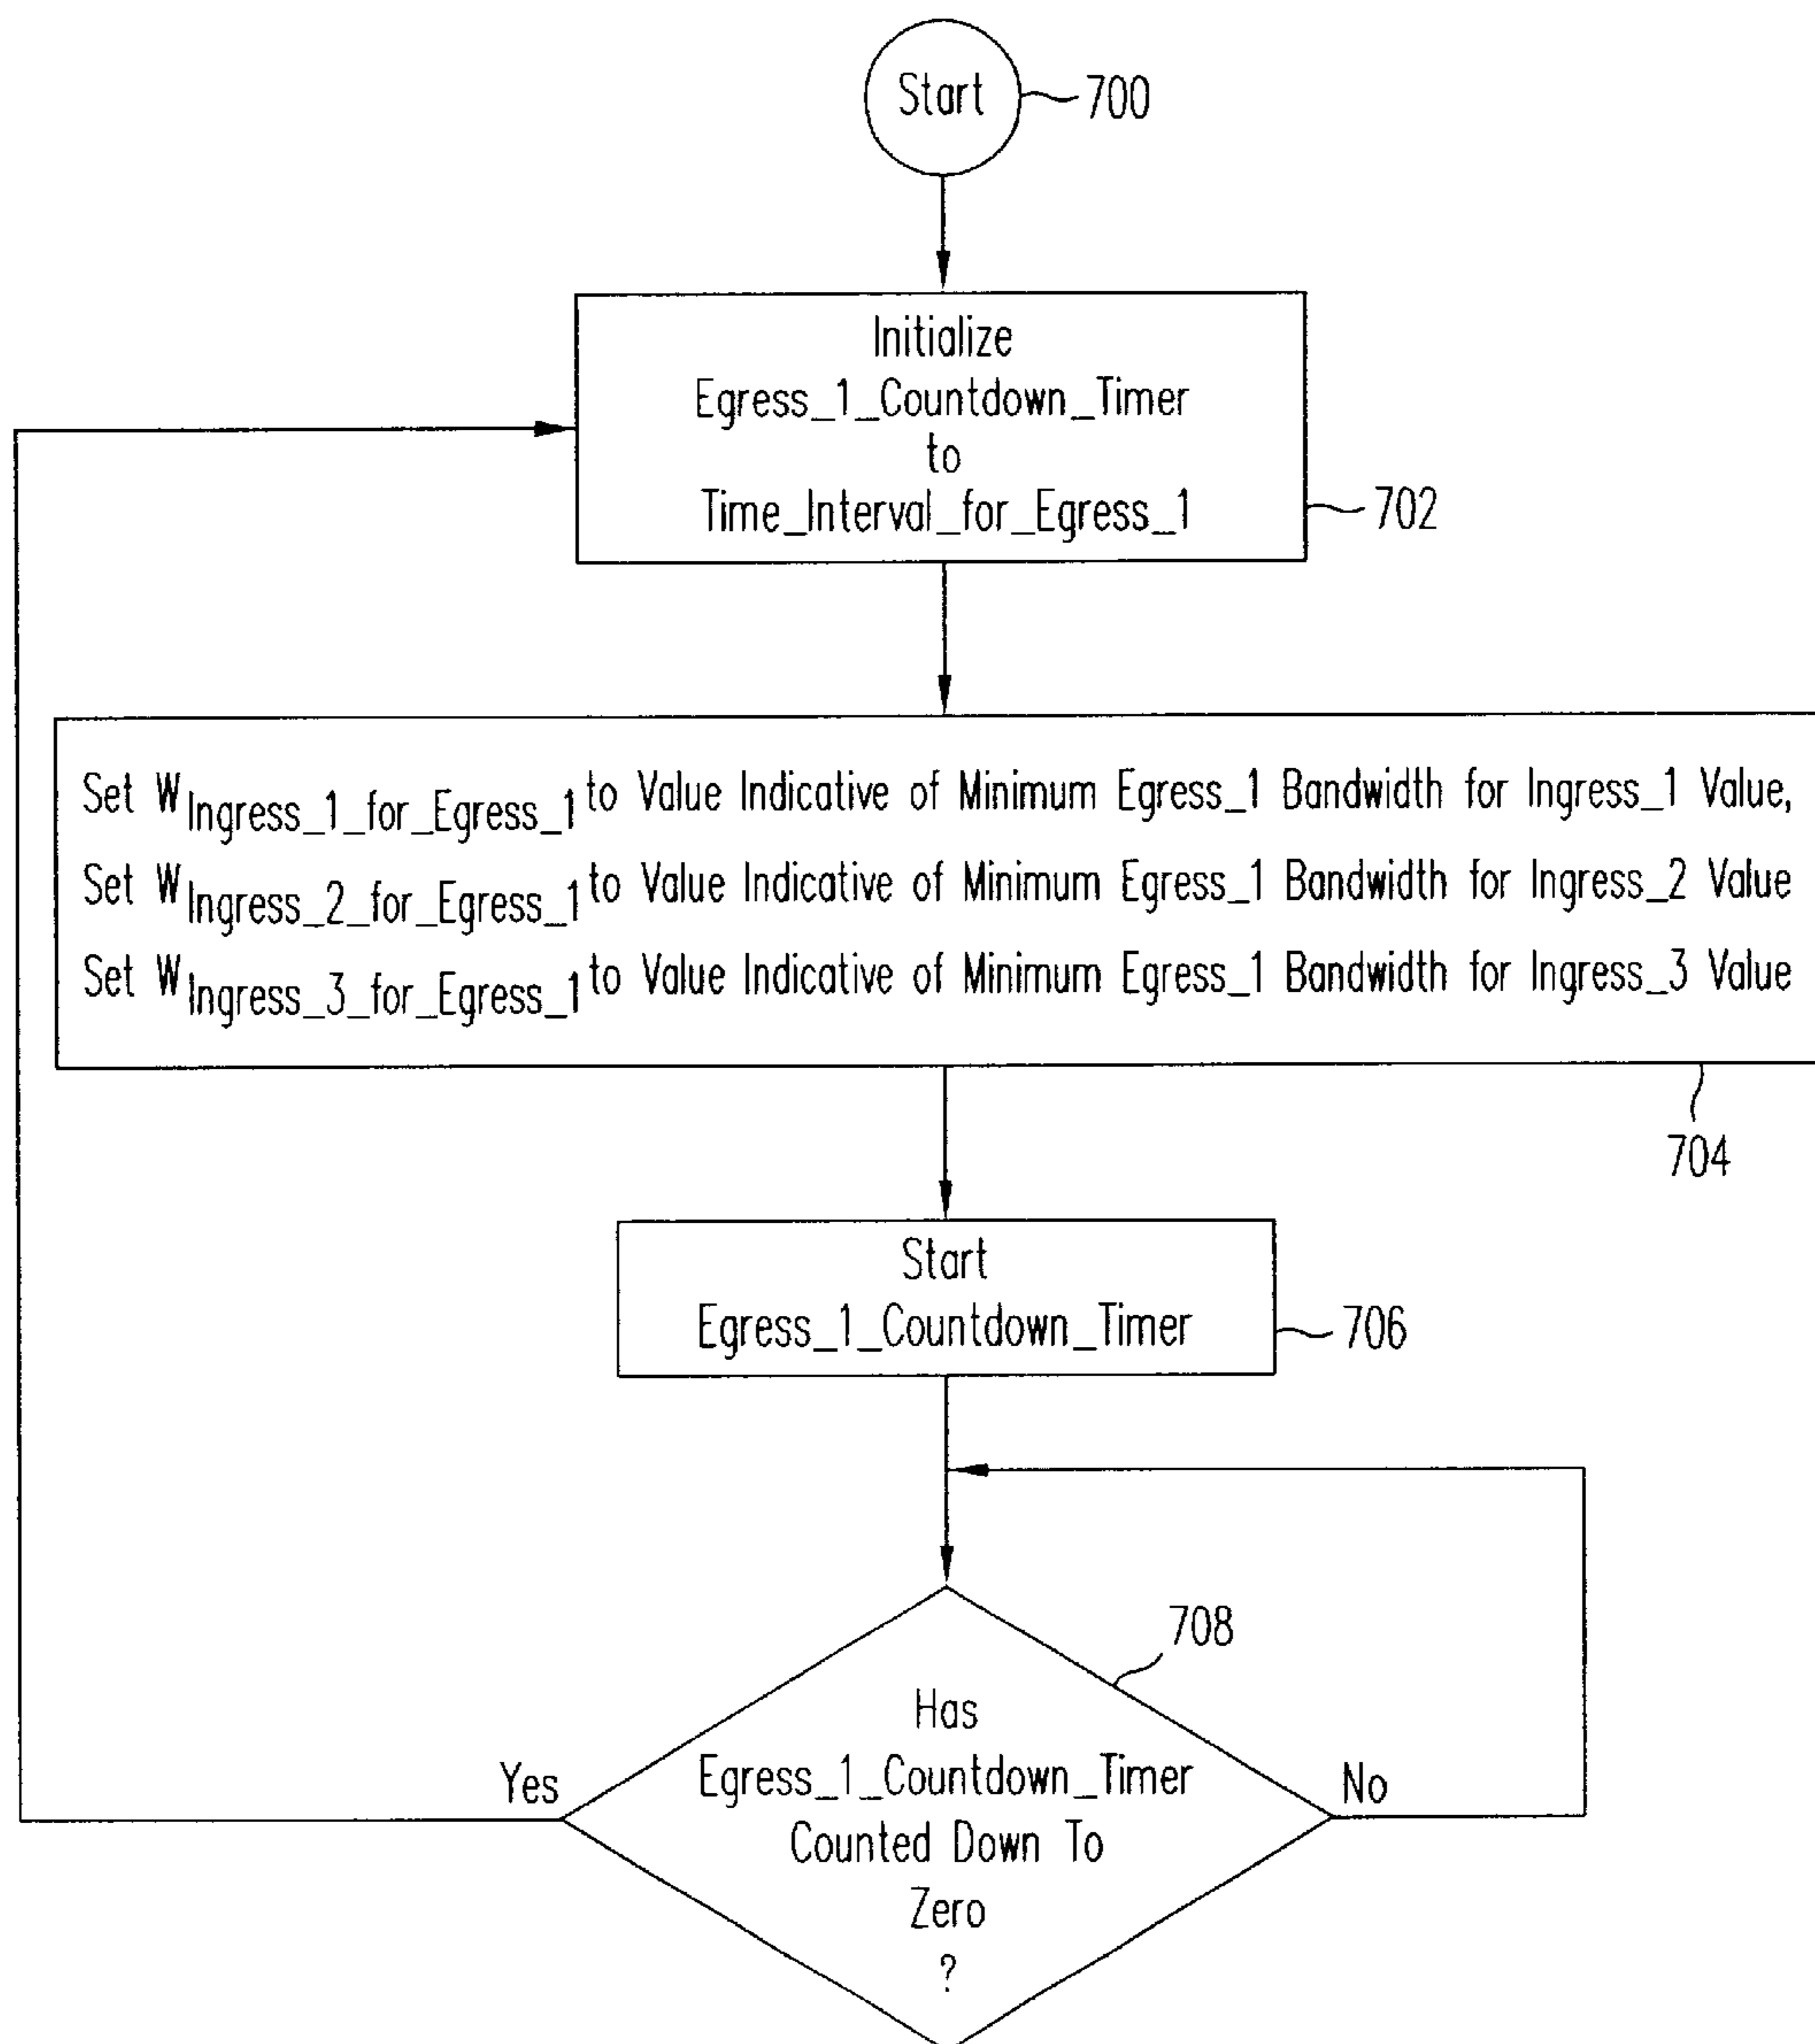 Start
700
Initialize
Egress_1_Countdown_Timer
to
Time_Interval_for_Egress_1
702
Set W Ingress_1_for_Egress_1 to Value Indicative of Minimum Egress_1 Bandwidth for Ingress_1 Value,
Set W Ingress_2_for_Egress_1 to Value Indicative of Minimum Egress_1 Bandwidth for Ingress_2 Value
Set W Ingress_3_for_Egress_1 to Value Indicative of Minimum Egress_1 Bandwidth for Ingress_3 Value
704
Start
Egress_1_Countdown_Timer
706
708
Has
Egress_1_Countdown_Timer
Counted Down To
Zero
?
Yes
No